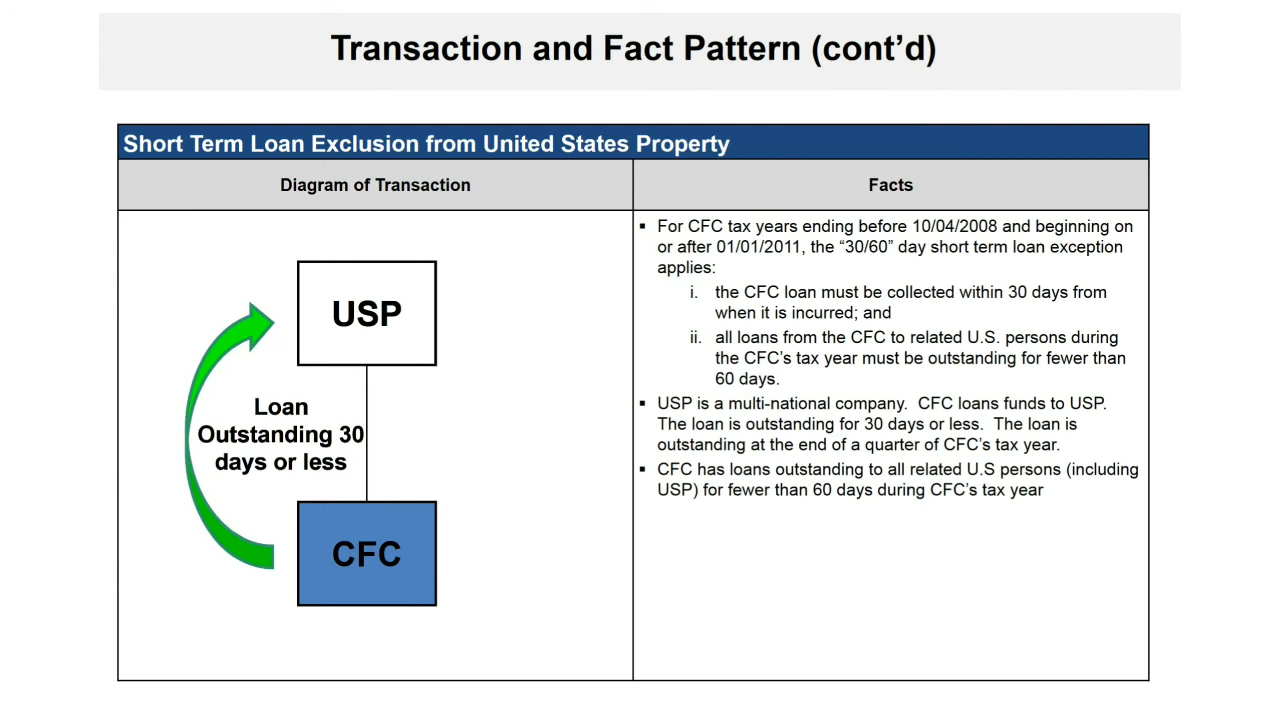 Transaction and Fact Pattern (cont’d)
Short Term Loan Exclusion from United States Property
Diagram of Transaction
Facts
USP
Loan
Outstanding 30
days or less
CFC
▪ For CFC tax years ending before 10/04/2008 and beginning on
or after 01/01/2011, the “30/60” day short term loan exception
applies:
i. the CFC loan must be collected within 30 days from
when it is incurred; and
ii. all loans from the CFC to related U.S. persons during
the CFC’s tax year must be outstanding for fewer than
60 days.
▪ USP is a multi-national company. CFC loans funds to USP.
The loan is outstanding for 30 days or less. The loan is
outstanding at the end of a quarter of CFC’s tax year.
▪ CFC has loans outstanding to all related U.S persons (including
USP) for fewer than 60 days during CFC’s tax year